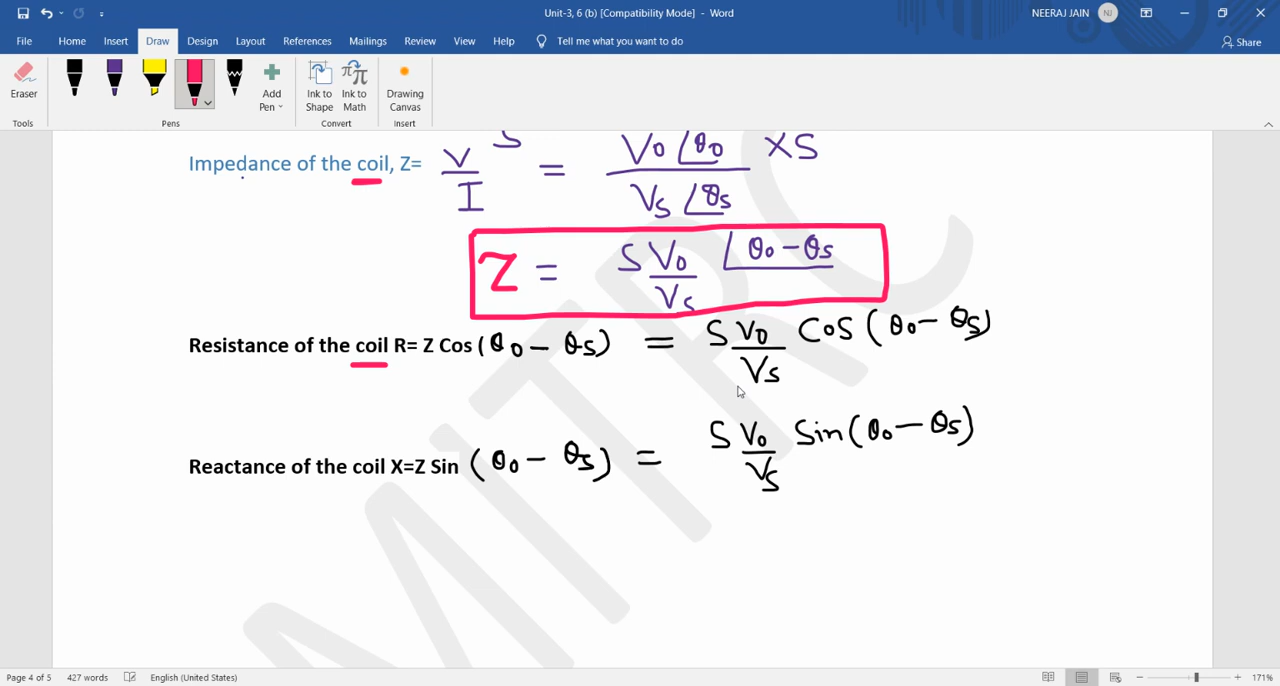 Unit-3, 6 (b) [Compatibility Mode] - Word
NEERAJ JAIN NJ
File Home Insert Draw Design Layout References Mailings Review View Help Tell me what you want to do Share
Eraser Add Pen Ink to Shape Ink to Math Drawing Canvas
Tools Pens Convert Insert
Impedance of the coil, Z= V/I = V0∠θ0 / Vs∠θs XS
Z = S V0/Vs ∠θ0-θs
Resistance of the coil R= Z Cos (θ0 - θs) = S V0/Vs Cos (θ0 - θs)
Reactance of the coil X=Z Sin (θ0 - θs) = S V0/Vs Sin (θ0 - θs)
MITRC
Page 4 of 5 427 words English (United States) 171%